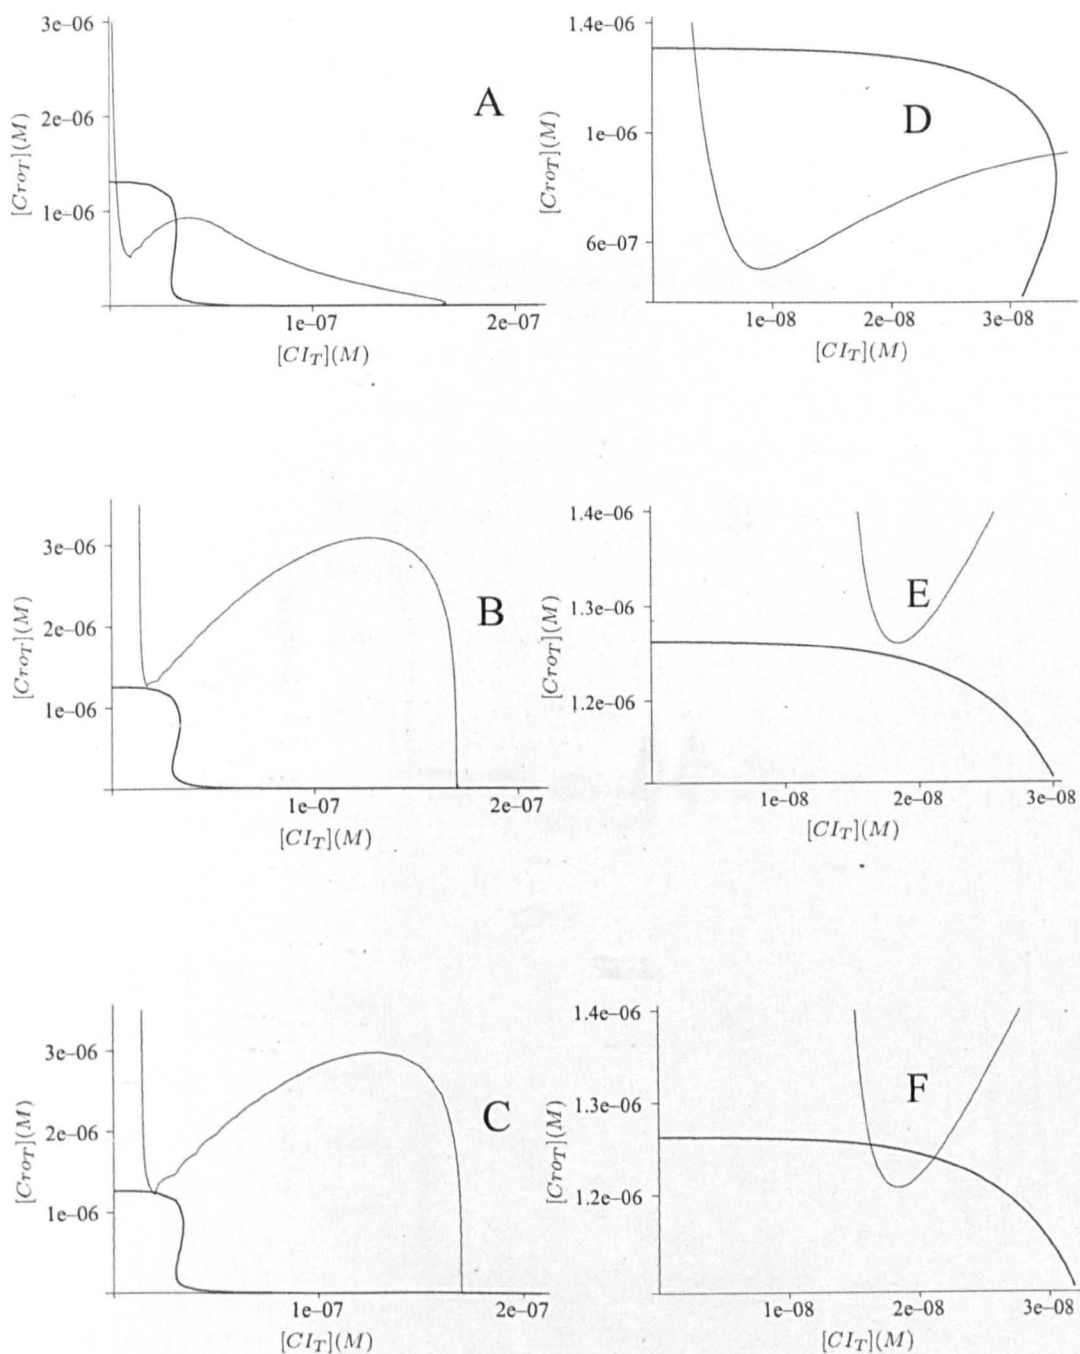 3e–06
2e–06
1e–06
[Cro_T](M)
A
1e–07
2e–07
[CI_T](M)
1.4e–06
1e–06
6e–07
[Cro_T](M)
D
1e–08
2e–08
3e–08
[CI_T](M)
3e–06
2e–06
1e–06
[Cro_T](M)
B
1e–07
2e–07
[CI_T](M)
1.4e–06
1.3e–06
1.2e–06
[Cro_T](M)
E
1e–08
2e–08
3e–08
[CI_T](M)
3e–06
2e–06
1e–06
[Cro_T](M)
C
1e–07
2e–07
[CI_T](M)
1.4e–06
1.3e–06
1.2e–06
[Cro_T](M)
F
1e–08
2e–08
3e–08
[CI_T](M)